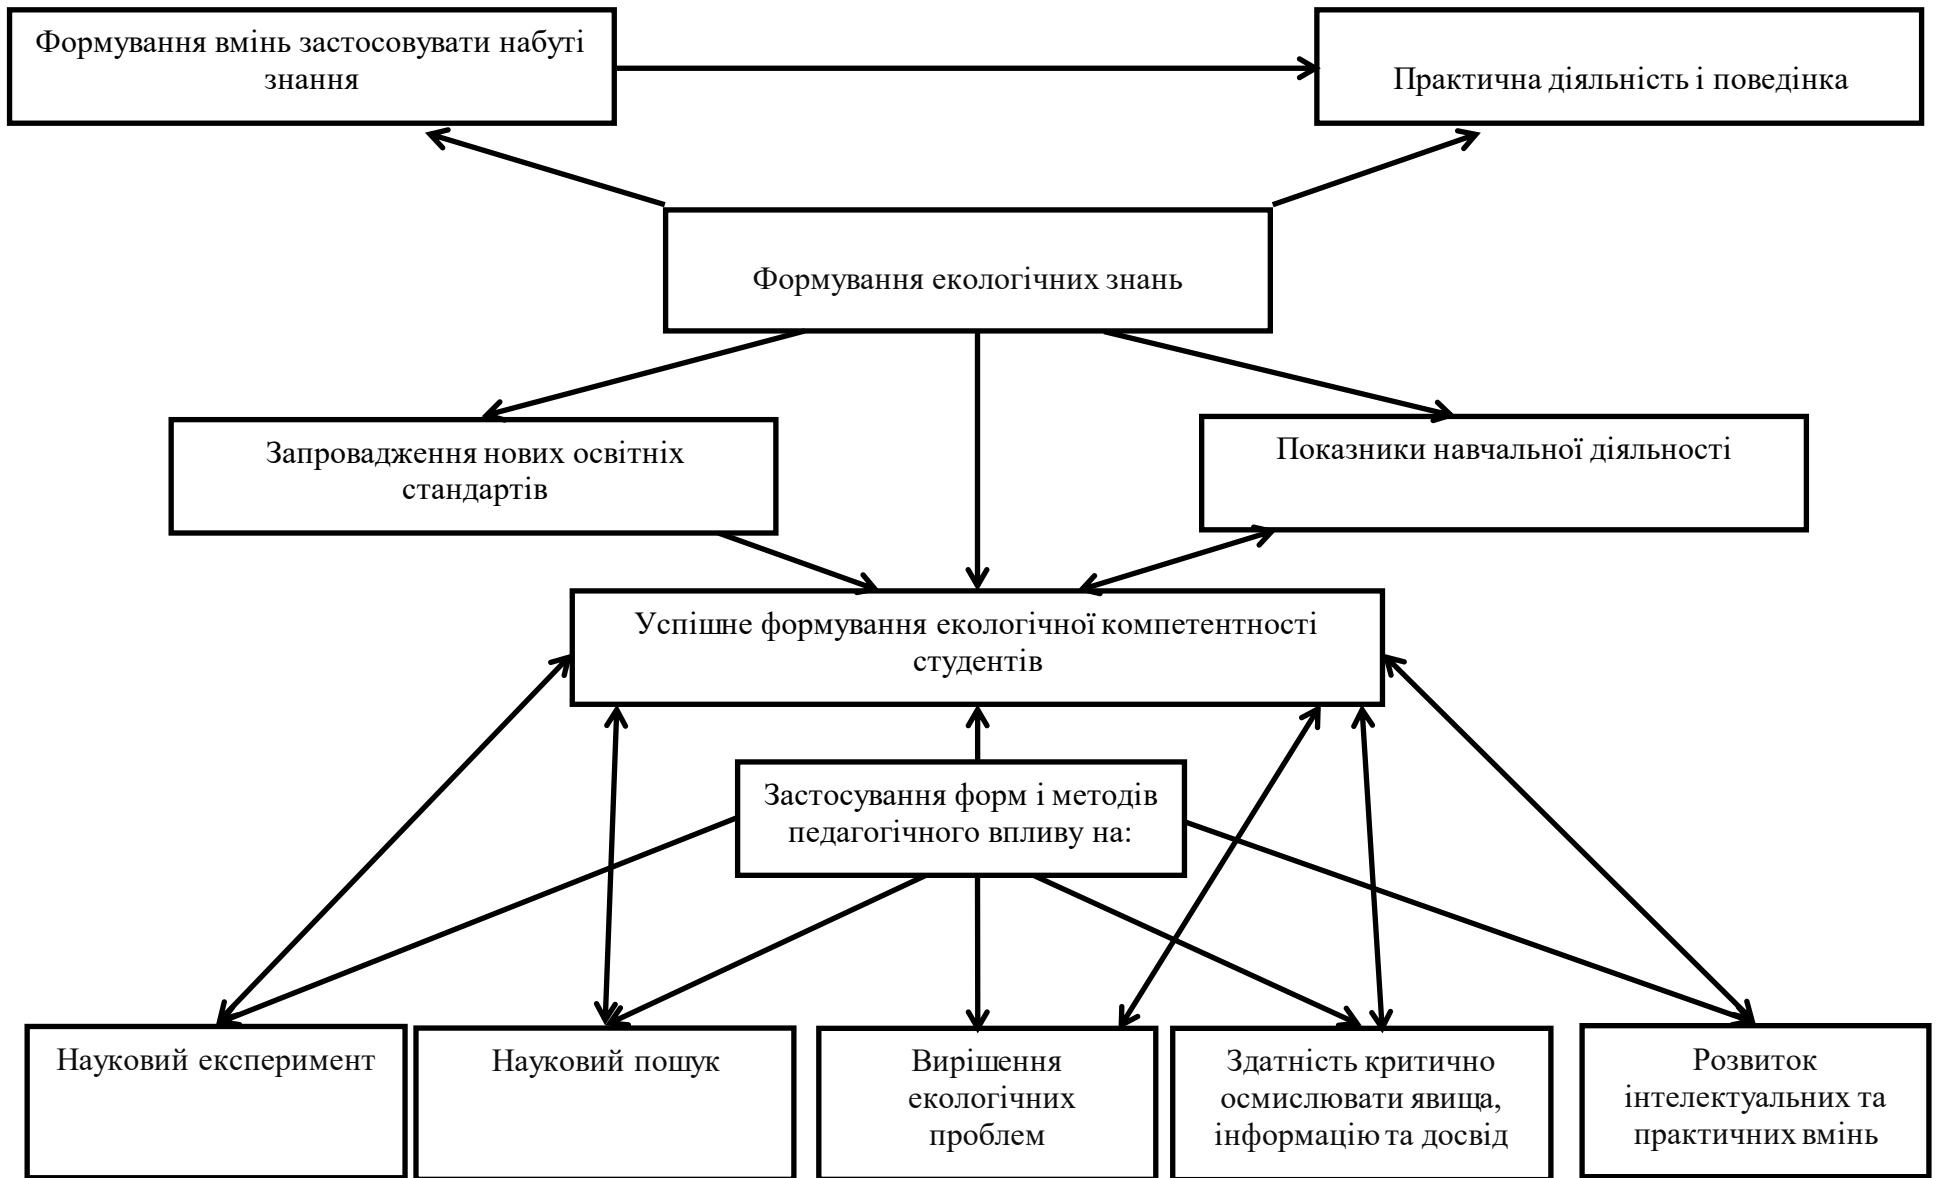 Формування вмінь застосовувати набуті
знання
Практична діяльність і поведінка
Формування екологічних знань
Запровадження нових освітніх
стандартів
Показники навчальної діяльності
Успішне формування екологічної компетентності
студентів
Застосування форм і методів
педагогічного впливу на:
Науковий експеримент
Науковий пошук
Вирішення
екологічних
проблем
Здатність критично
осмислювати явища,
інформацію та досвід
Розвиток
інтелектуальних та
практичних вмінь